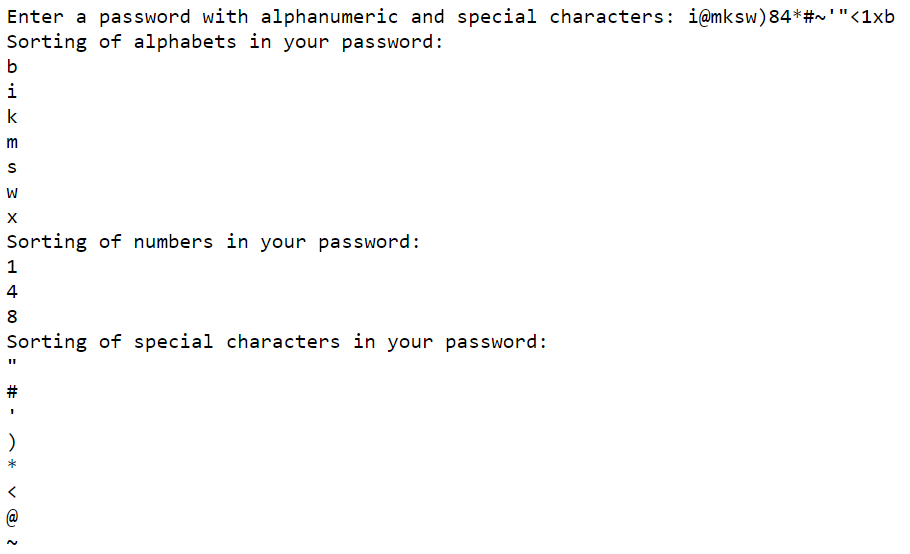 Enter a password with alphanumeric and special characters: i@mksw)84*#~'"<1xb
Sorting of alphabets in your password:
b
i
k
m
s
w
x
Sorting of numbers in your password:
1
4
8
Sorting of special characters in your password:
"
#
'
)
*
<
@
~